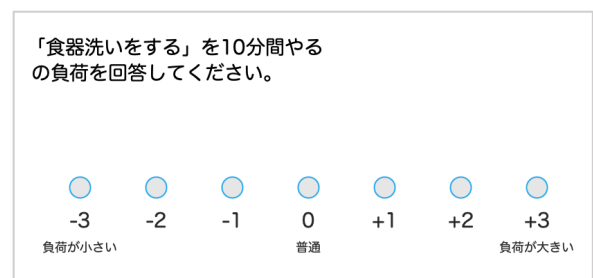 「食器洗いをする」を10分間やる
の負荷を回答してください。
-3 -2 -1 0 +1 +2 +3
負荷が小さい 普通 負荷が大きい